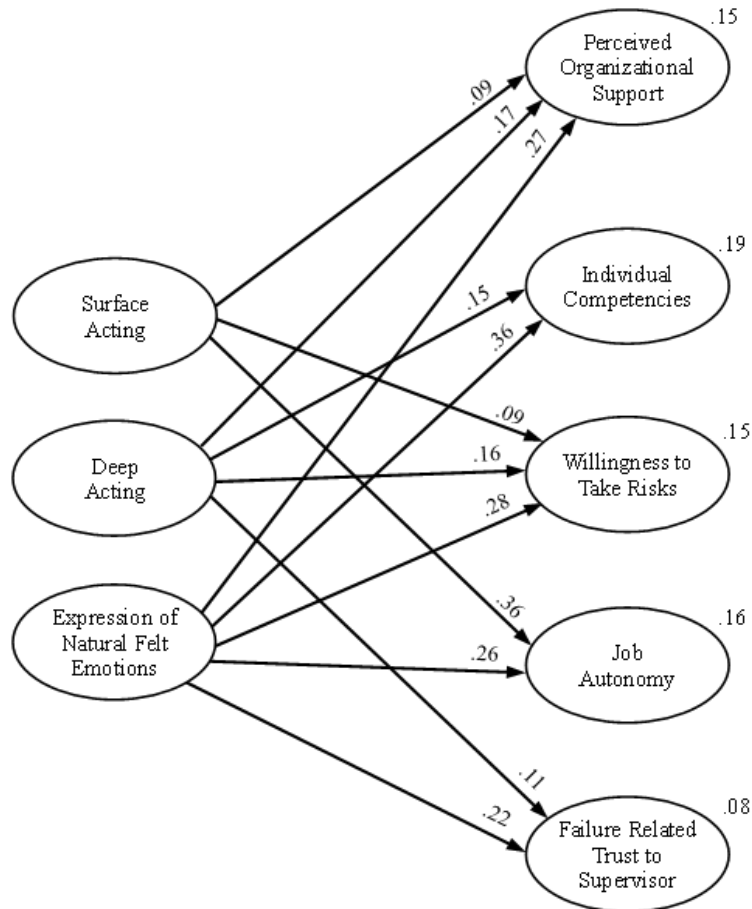 .15
Perceived
Organizational
Support
.09
.17
.27
.19
Individual
Competencies
.15
.36
Surface
Acting
.09
.15
Willingness to
Take Risks
.16
.28
Deep
Acting
.36
.16
Job
Autonomy
.26
Expression of
Natural Felt
Emotions
.11
.22
.08
Failure Related
Trust to
Supervisor